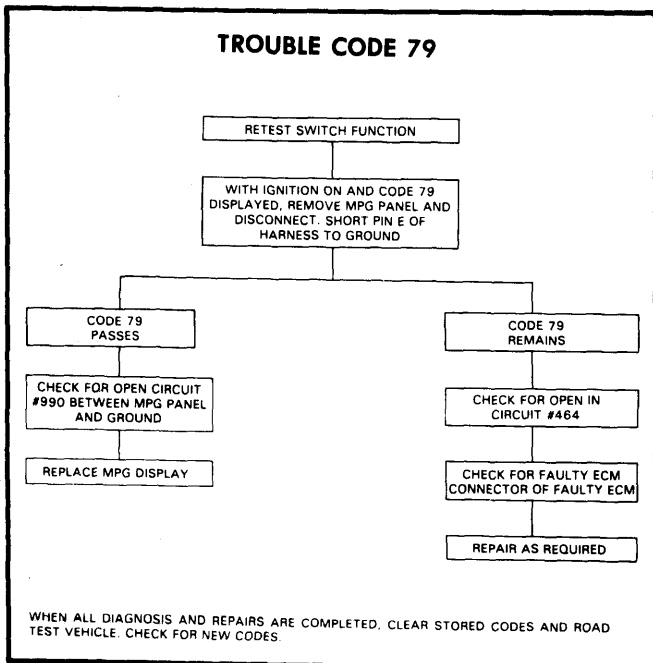 TROUBLE CODE 79
RETEST SWITCH FUNCTION
WITH IGNITION ON AND CODE 79
DISPLAYED, REMOVE MPG PANEL AND
DISCONNECT. SHORT PIN E OF
HARNESS TO GROUND
CODE 79
PASSES
CHECK FOR OPEN CIRCUIT
#990 BETWEEN MPG PANEL
AND GROUND
REPLACE MPG DISPLAY
CODE 79
REMAINS
CHECK FOR OPEN IN
CIRCUIT #464
CHECK FOR FAULTY ECM
CONNECTOR OF FAULTY ECM
REPAIR AS REQUIRED
WHEN ALL DIAGNOSIS AND REPAIRS ARE COMPLETED, CLEAR STORED CODES AND ROAD
TEST VEHICLE. CHECK FOR NEW CODES.